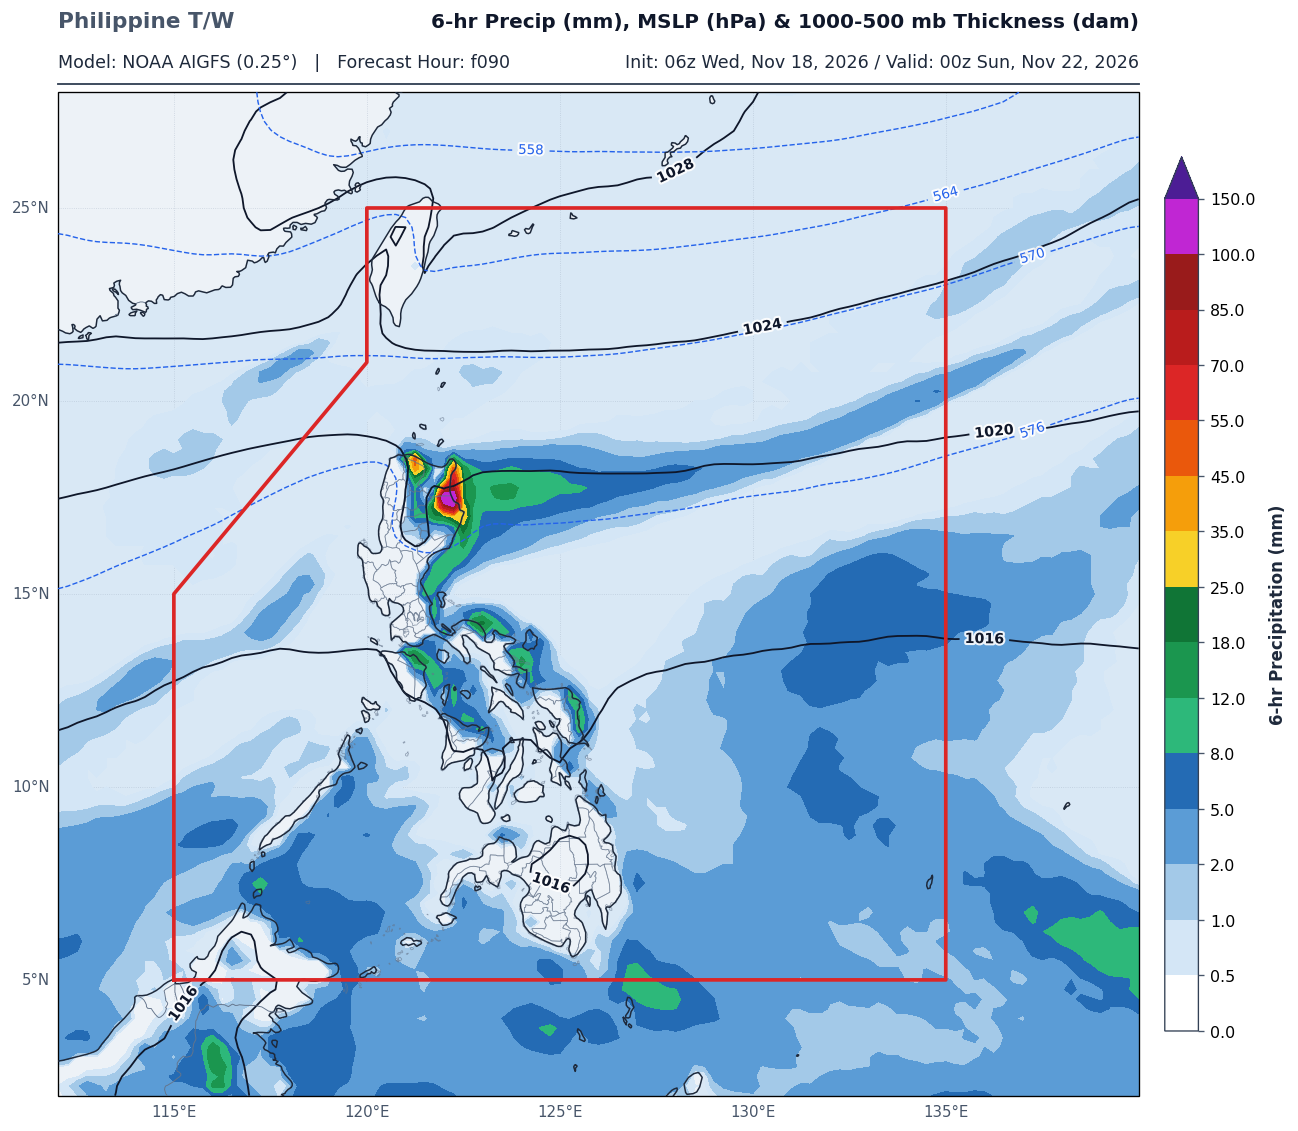 Philippine T/W
6-hr Precip (mm), MSLP (hPa) & 1000-500 mb Thickness (dam)
Model: NOAA AIGFS (0.25°) | Forecast Hour: f090
Init: 06z Wed, Nov 18, 2026 / Valid: 00z Sun, Nov 22, 2026
558
1028
564
25°N
570
1024
20°N
1020
576
15°N
1016
10°N
1016
5°N
1016
115°E
120°E
125°E
130°E
135°E
150.0
100.0
85.0
70.0
55.0
45.0
35.0
25.0
18.0
12.0
8.0
5.0
2.0
1.0
0.5
0.0
6-hr Precipitation (mm)